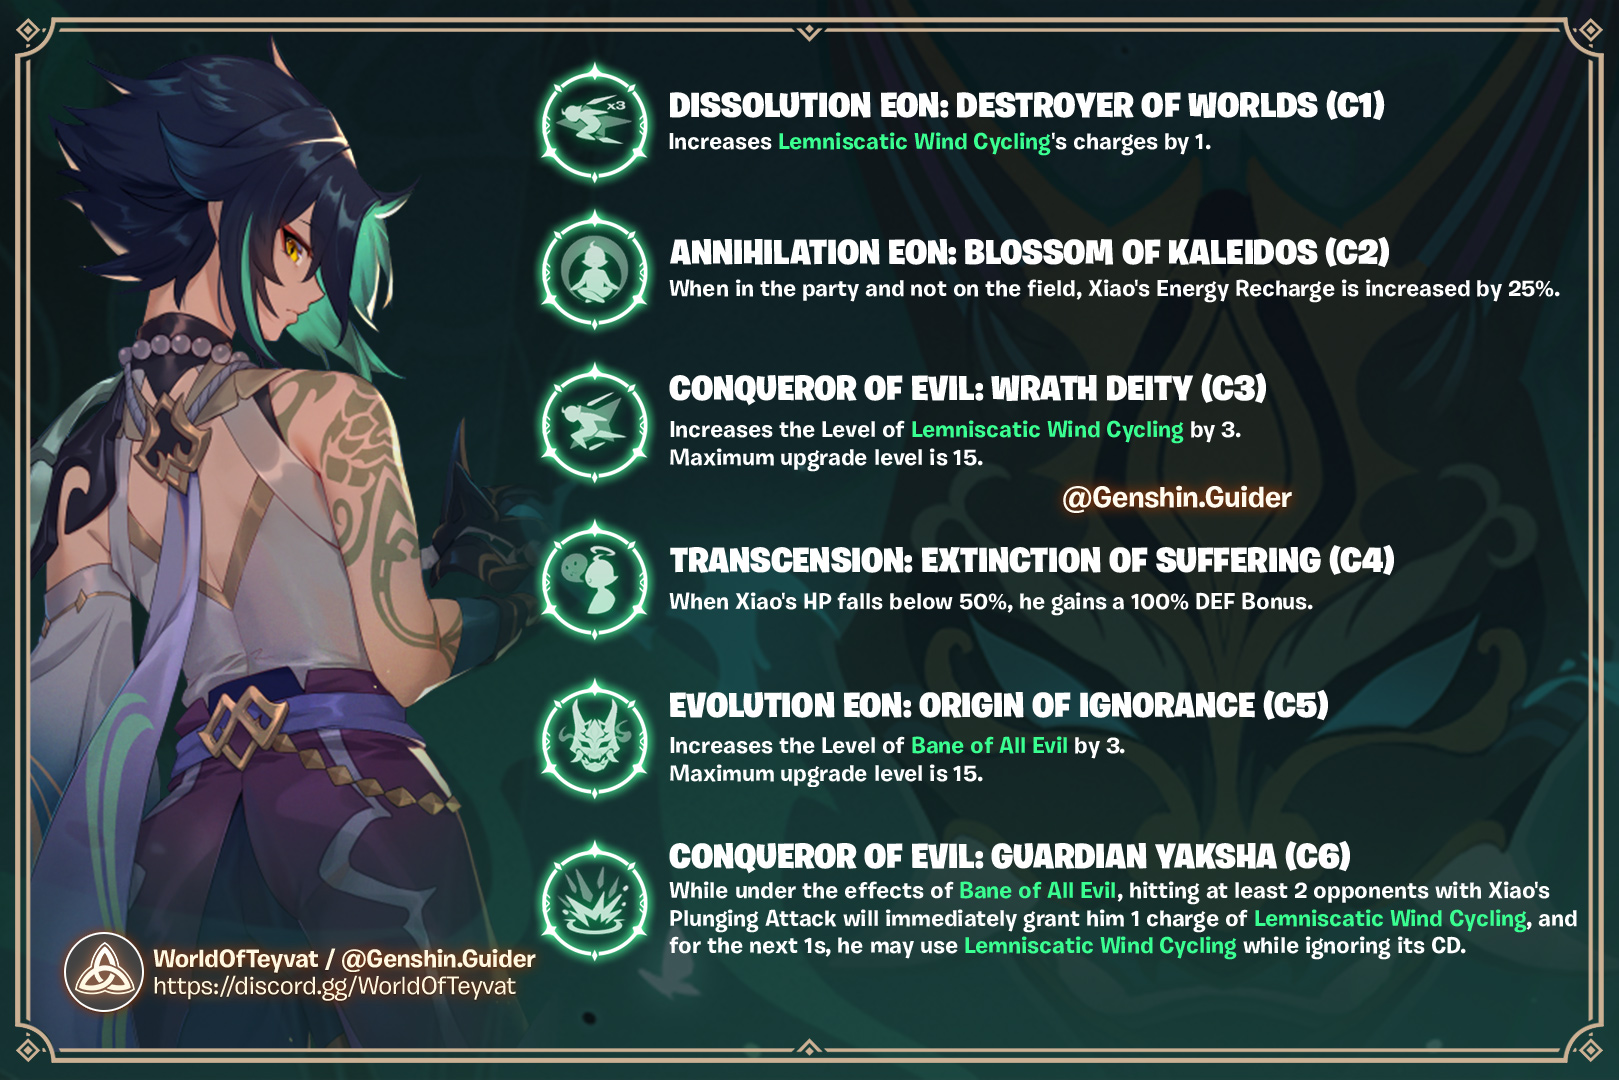 x3
DISSOLUTION EON: DESTROYER OF WORLDS (C1)
Increases Lemniscatic Wind Cycling's charges by 1.
ANNIHILATION EON: BLOSSOM OF KALEIDOS (C2)
When in the party and not on the field, Xiao's Energy Recharge is increased by 25%.
CONQUEROR OF EVIL: WRATH DEITY (C3)
Increases the Level of Lemniscatic Wind Cycling by 3.
Maximum upgrade level is 15.
@Genshin.Guider
TRANSCENSION: EXTINCTION OF SUFFERING (C4)
When Xiao's HP falls below 50%, he gains a 100% DEF Bonus.
EVOLUTION EON: ORIGIN OF IGNORANCE (C5)
Increases the Level of Bane of All Evil by 3.
Maximum upgrade level is 15.
CONQUEROR OF EVIL: GUARDIAN YAKSHA (C6)
While under the effects of Bane of All Evil, hitting at least 2 opponents with Xiao's
Plunging Attack will immediately grant him 1 charge of Lemniscatic Wind Cycling, and
for the next 1s, he may use Lemniscatic Wind Cycling while ignoring its CD.
WorldOfTeyvat / @Genshin.Guider
https://discord.gg/WorldOfTeyvat